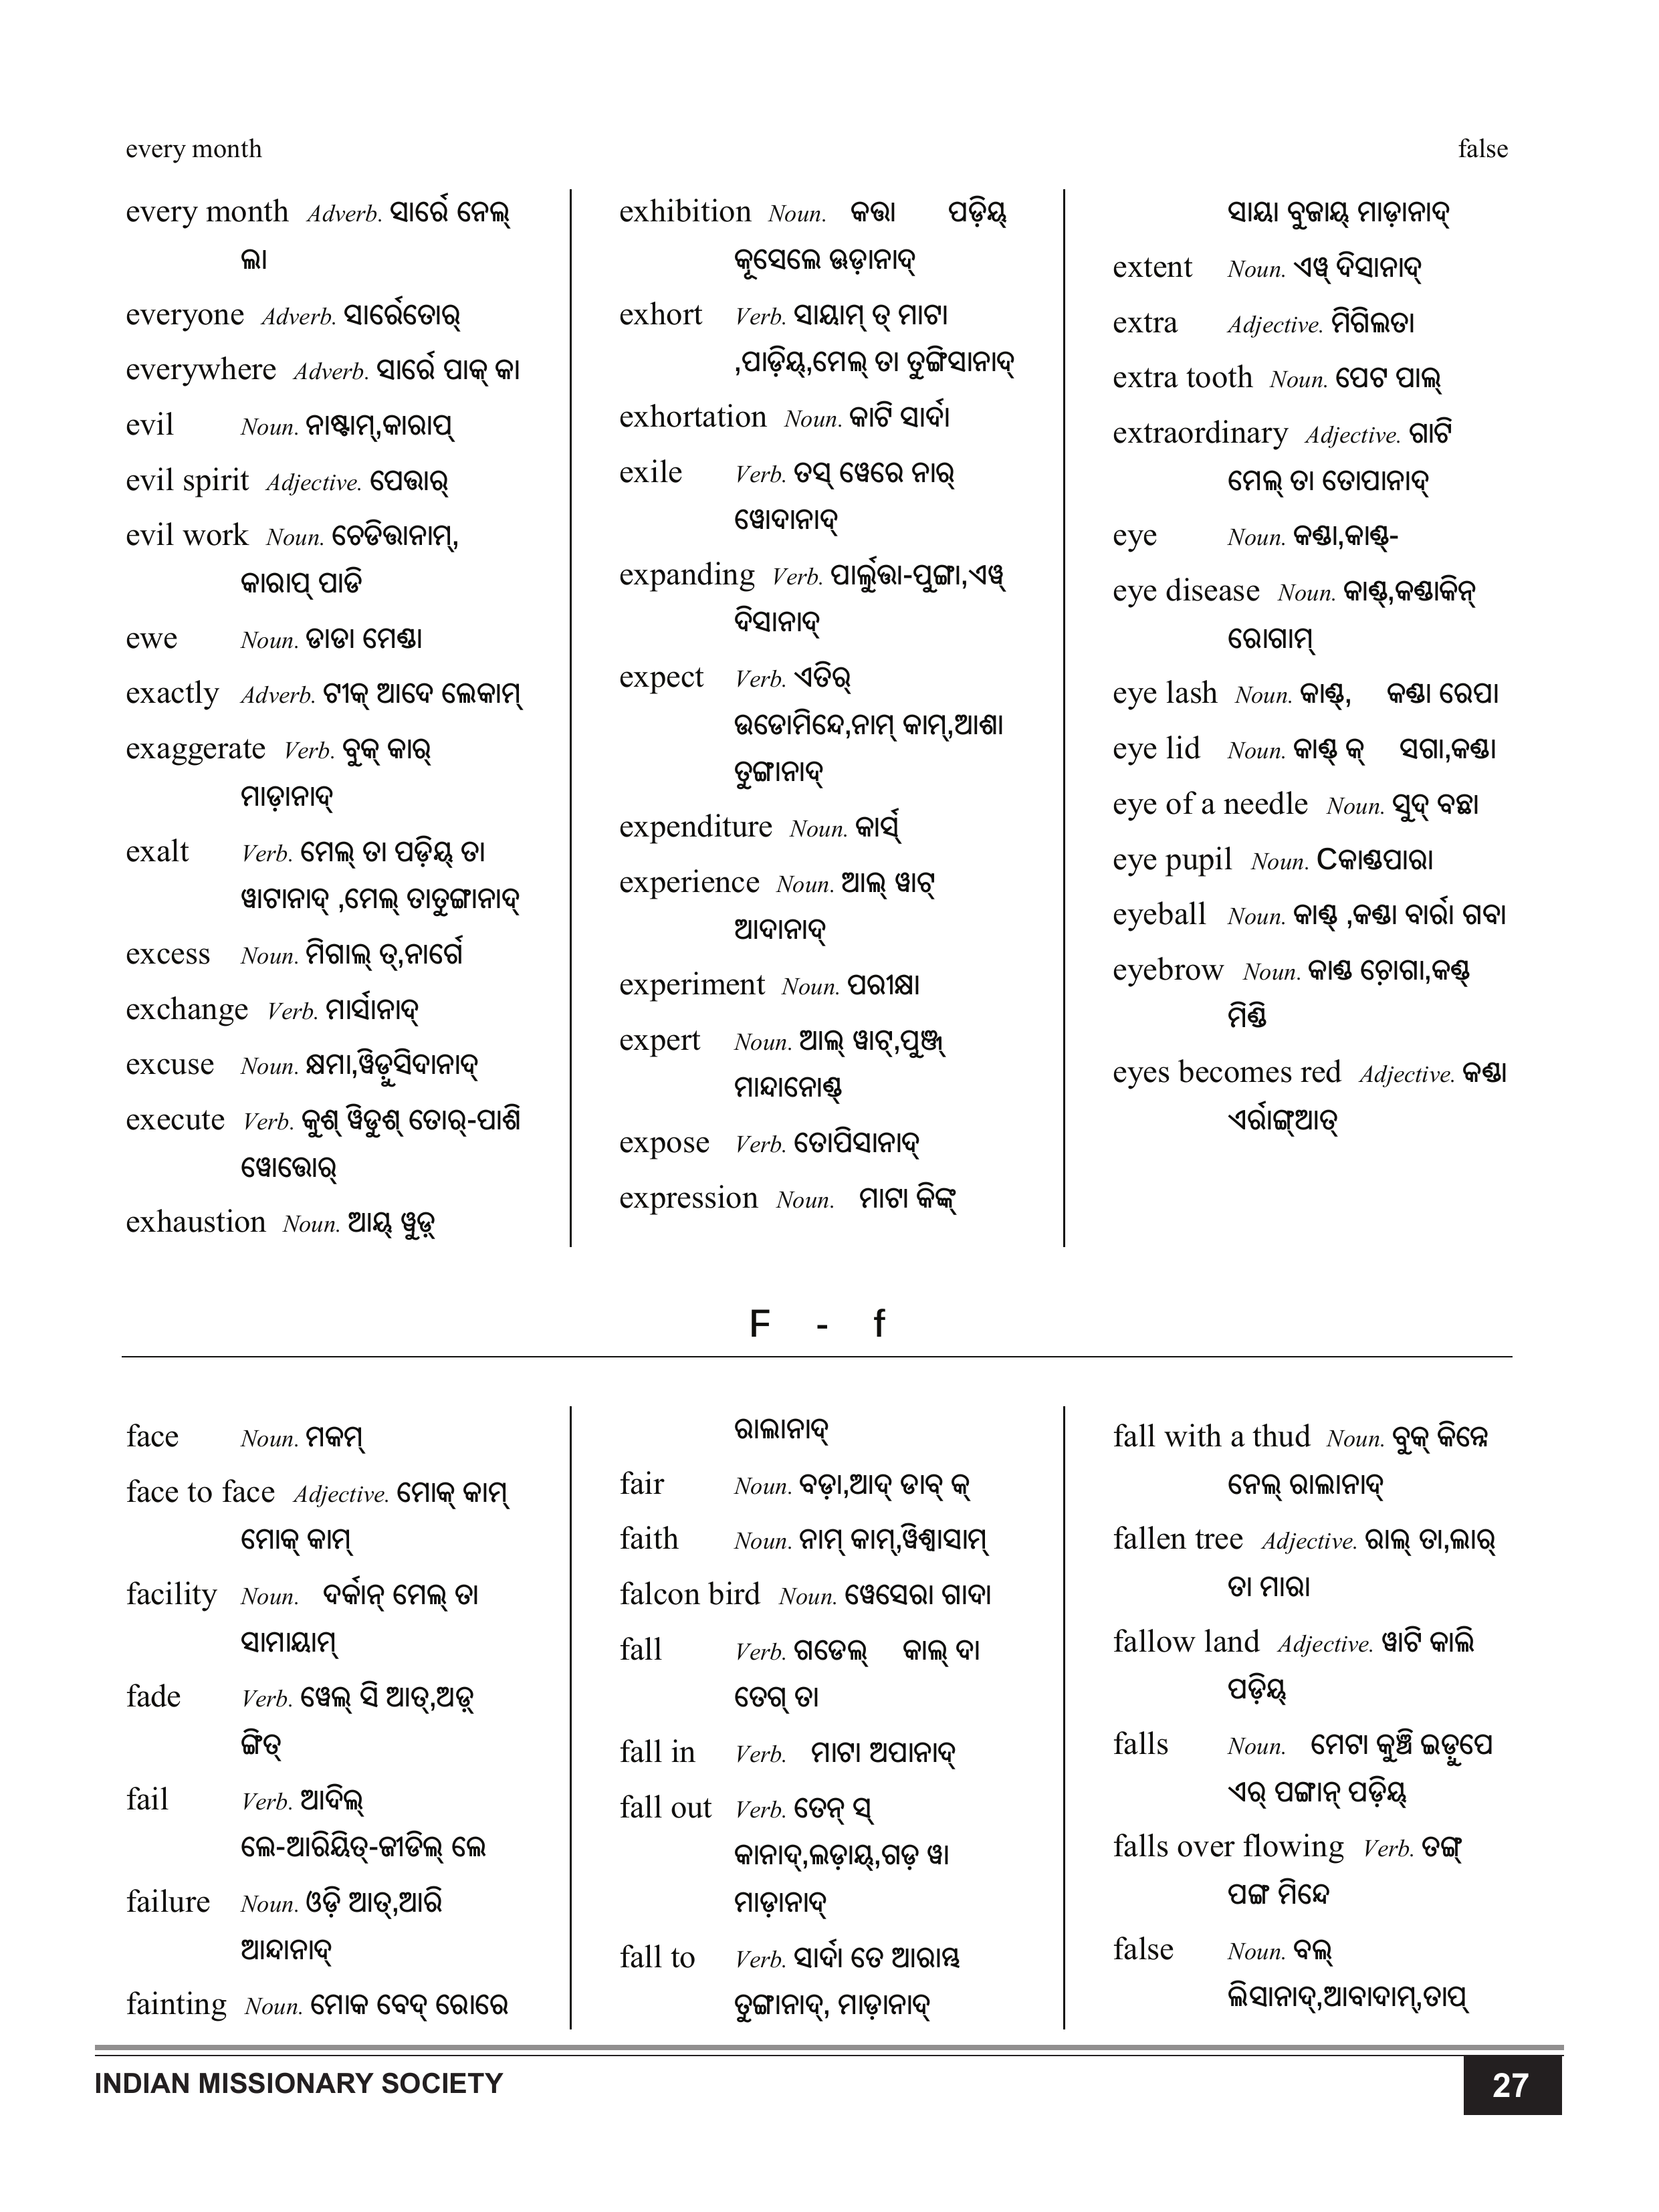 every month
false
every month Adverb. ସାର୍ରେ ନେଲ୍
ଲା
everyone Adverb. ସାର୍ରେତୋର୍
everywhere Adverb. ସାର୍ରେ ପାକ୍ କା
evil Noun. ନାଷ୍ଟାମ୍,କାରାପ୍
evil spirit Adjective. ପେତ୍ତାର୍
evil work Noun. ଚେଡିତ୍ତାନାମ୍,
କାରାପ୍ ପାଡି
ewe Noun. ଡାଡା ମେଣ୍ଢା
exactly Adverb. ଟୀକ୍ ଆଦେ ଲେକାମ୍
exaggerate Verb. ବୁକ୍ କାର୍
ମାଡ଼ାନାଦ୍
exalt Verb. ମେଲ୍ ତା ପଡ଼ିୟ୍ ତା
ୱାଟାନାଦ୍ ,ମେଲ୍ ତାତୁଙ୍ଗାନାଦ୍
excess Noun. ମିଗାଲ୍ ତ୍,ନାର୍ଗେ
exchange Verb. ମାର୍ସାନାଦ୍
excuse Noun. କ୍ଷମା,ୱିଡୁ଼ସିଦାନାଦ୍
execute Verb. କୁଶ୍ ୱିଡୁଶ୍ ତୋର୍-ପାଶି
ୱୋତ୍ତୋର୍
exhaustion Noun. ଆୟ୍ ୱୁଡ଼୍
exhibition Noun. କତ୍ତା ପଡ଼ିୟ୍
କୂସେଲେ ଊଡ଼ାନାଦ୍
exhort Verb. ସାୟାମ୍ ତ୍ ମାଟା
,ପାଡ଼ିୟ୍,ମେଲ୍ ତା ତୁଙ୍ଗିସାନାଦ୍
exhortation Noun. କାଟି ସାର୍ଦା
exile Verb. ତସ୍ ୱେରେ ନାର୍
ୱୋଦାନାଦ୍
expanding Verb. ପାର୍ଲୁତ୍ତା-ପୁଙ୍ଗା,ଏୱ୍
ଦିସାନାଦ୍
expect Verb. ଏତିର୍
ଉଡୋମିନ୍ଦେ,ନାମ୍ କାମ୍,ଆଶା
ତୁଙ୍ଗାନାଦ୍
expenditure Noun. କାର୍ସ୍
experience Noun. ଆଲ୍ ୱାଟ୍
ଆଦାନାଦ୍
experiment Noun. ପରୀକ୍ଷା
expert Noun. ଆଲ୍ ୱାଟ୍,ପୁଞ୍ଜ୍
ମାନ୍ଦାନୋଣ୍ଡ୍
expose Verb. ତୋପିସାନାଦ୍
expression Noun. ମାଟା କିଙ୍କ୍
ସାୟା ବୁଜାୟ୍ ମାଡ଼ାନାଦ୍
extent Noun. ଏୱ୍ ଦିସାନାଦ୍
extra Adjective. ମିଗିଲତା
extra tooth Noun. ପେଟ ପାଲ୍
extraordinary Adjective. ଗାଟି
ମେଲ୍ ତା ତୋପାନାଦ୍
eye Noun. କଣ୍ଡା,କାଣ୍ଡ୍-
eye disease Noun. କାଣ୍ଡ୍,କଣ୍ଡାକିନ୍
ରୋଗାମ୍
eye lash Noun. କାଣ୍ଡ୍, କଣ୍ଡା ରେପା
eye lid Noun. କାଣ୍ଡ୍ କ୍ ସଗା,କଣ୍ଡା
eye of a needle Noun. ସୁଦ୍ ବଛା
eye pupil Noun. Cକାଣ୍ଡପାରା
eyeball Noun. କାଣ୍ଡ୍ ,କଣ୍ଡା ବାର୍ରା ଗବା
eyebrow Noun. କାଣ୍ଡ ଚେ଼ାଗା,କଣ୍ଡ୍
ମିଣ୍ଡି
eyes becomes red Adjective. କଣ୍ଡା
ଏର୍ରାଙ୍ଗ୍ଆତ୍
F - f
face Noun. ମକମ୍
face to face Adjective. ମୋକ୍ କାମ୍
ମୋକ୍ କାମ୍
facility Noun. ଦର୍କାନ୍ ମେଲ୍ ତା
ସାମାୟାମ୍
fade Verb. ୱେଲ୍ ସି ଆତ୍,ଅଡ଼୍
ଙ୍ଗିତ୍
fail Verb. ଆଦିଲ୍
ଲେ-ଆରିୟିତ୍-ଜୀଡିଲ୍ ଲେ
failure Noun. ଓଡ଼ି ଆତ୍,ଆରି
ଆନ୍ଦାନାଦ୍
fainting Noun. ମୋକ ବେଦ୍ ରୋରେ
ରାଲାନାଦ୍
fair Noun. ବଡ଼ା,ଆଦ୍ ଡାବ୍ କ୍
faith Noun. ନାମ୍ କାମ୍,ୱିଶ୍ୱାସାମ୍
falcon bird Noun. ୱେସେରା ଗାଦା
fall Verb. ଗଡେଲ୍ କାଲ୍ ଦା
ତେଗ୍ ତା
fall in Verb. ମାଟା ଅପାନାଦ୍
fall out Verb. ତେନ୍ ସ୍
କାନାଦ୍,ଲଡ଼ାୟ୍,ଗଡ଼ ୱା
ମାଡ଼ାନାଦ୍
fall to Verb. ସାର୍ଦା ତେ ଆରାମ୍ଭ
ତୁଙ୍ଗାନାଦ୍, ମାଡ଼ାନାଦ୍
fall with a thud Noun. ବୁକ୍ କିନ୍ନେ
ନେଲ୍ ରାଲାନାଦ୍
fallen tree Adjective. ରାଲ୍ ତା,ଲାର୍
ତା ମାରା
fallow land Adjective. ୱାଟି କାଲି
ପଡ଼ିୟ୍
falls Noun. ମେଟା କୁଞ୍ଚି ଇଡୁ଼ପେ
ଏର୍ ପଙ୍ଗାନ୍ ପଡ଼ିୟ୍
falls over flowing Verb. ତଙ୍ଗ୍
ପଙ୍ଗ ମିନ୍ଦେ
false Noun. ବଲ୍
ଲିସାନାଦ୍,ଆବାଦାମ୍,ତାପ୍
INDIAN MISSIONARY SOCIETY
27